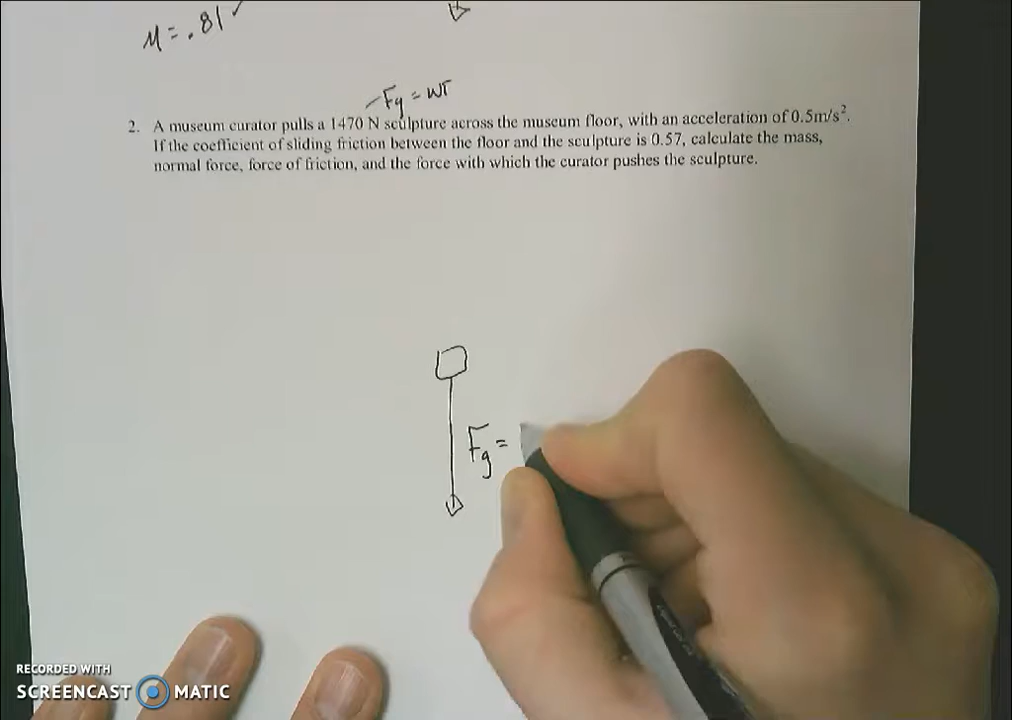 M = .81 ✓
Fg = wt
2. A museum curator pulls a 1470 N sculpture across the museum floor, with an acceleration of 0.5m/s².
If the coefficient of sliding friction between the floor and the sculpture is 0.57, calculate the mass,
normal force, force of friction, and the force with which the curator pushes the sculpture.
Fg =
RECORDED WITH
SCREENCAST MATIC